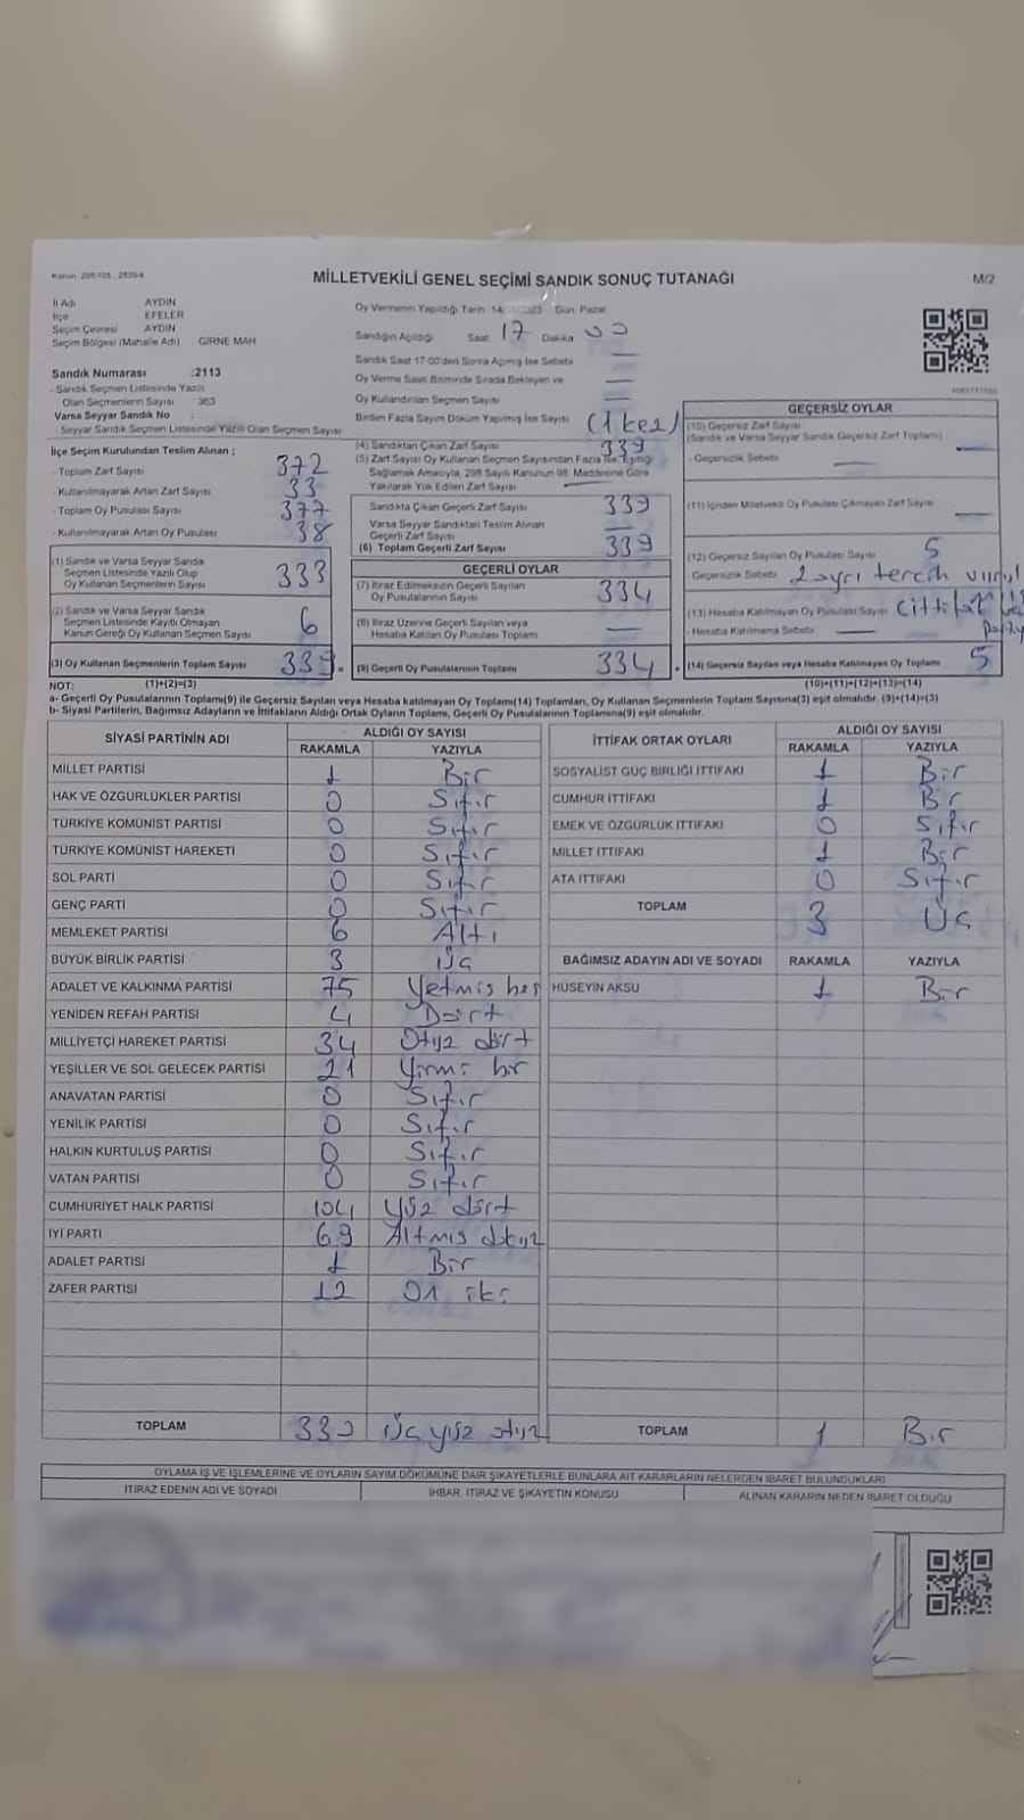 MİLLETVEKİLİ GENEL SEÇİMİ SANDIK SONUÇ TUTANAĞI
M/2
İl Adı AYDIN
İlçe EFELER
Seçim Çevresi AYDIN
Seçim Bölgesi (Mahalle Adı) GİRNE MAH
Sandık Numarası :2113
- Sandık Seçmen Listesinde Yazılı
Olan Seçmenlerin Sayısı 363
Varsa Seyyar Sandık No
Seyyar Sandık Seçmen Listesinde Yazılı Olan Seçmen Sayısı
Oy Vermenin Yapıldığı Tarih 14 Gün: Pazar
Sandığın Açıldığı Saat 17 Dakika 00
Sandık Saat 17:00'den Sonra Açılmış İse Sebebi —
Oy Verme Saati Bitiminde Sırada Bekleyen ve —
Oy Kullandırılan Seçmen Sayısı —
Birden Fazla Sayım Döküm Yapılmış İse Sayısı (1 kez)
İlçe Seçim Kurulundan Teslim Alınan ;
- Toplam Zarf Sayısı 372
- Kullanılmayarak Artan Zarf Sayısı 33
- Toplam Oy Pusulası Sayısı 377
- Kullanılmayarak Artan Oy Pusulası 38
(1) Sandık ve Varsa Seyyar Sandık
Seçmen Listesinde Yazılı Olup
Oy Kullanan Seçmenlerin Sayısı 333
(2) Sandık ve Varsa Seyyar Sandık
Seçmen Listesinde Kayıtlı Olmayan
Kanun Gereği Oy Kullanan Seçmen Sayısı 6
(3) Oy Kullanan Seçmenlerin Toplam Sayısı 339
(1)+(2)=(3)
(4) Sandıktan Çıkan Zarf Sayısı 339
(5) Zarf Sayısı Oy Kullanan Seçmen Sayısından Fazla İse, Eşitliği
Sağlamak Amacıyla, 298 Sayılı Kanunun 98. Maddesine Göre
Yakılarak Yok Edilen Zarf Sayısı —
Sandıkta Çıkan Geçerli Zarf Sayısı 339
Varsa Seyyar Sandıktan Teslim Alınan
Geçerli Zarf Sayısı —
(6) Toplam Geçerli Zarf Sayısı 339
GEÇERLİ OYLAR
(7) İtiraz Edilmeksizin Geçerli Sayılan
Oy Pusulalarının Sayısı 334
(8) İtiraz Üzerine Geçerli Sayılan veya
Hesaba Katılan Oy Pusulası Toplamı —
(9) Geçerli Oy Pusulalarının Toplamı 334
GEÇERSİZ OYLAR
(10) Geçersiz Zarf Sayısı
(Sandık ve Varsa Seyyar Sandık Geçersiz Zarf Toplamı) —
- Geçersizlik Sebebi —
(11) İçinden Milletvekili Oy Pusulası Çıkmayan Zarf Sayısı —
(12) Geçersiz Sayılan Oy Pusulası Sayısı 5
Geçersizlik Sebebi 2 ayrı tercih
(13) Hesaba Katılmayan Oy Pusulası Sayısı
- Hesaba Katılmama Sebebi —
(14) Geçersiz Sayılan veya Hesaba Katılmayan Oy Toplamı 5
(10)+(11)+(12)+(13)=(14)
NOT:
a- Geçerli Oy Pusulalarının Toplamı(9) ile Geçersiz Sayılan veya Hesaba katılmayan Oy Toplamı(14) Toplamları, Oy Kullanan Seçmenlerin Toplam Sayısına(3) eşit olmalıdır. (9)+(14)=(3)
b- Siyasi Partilerin, Bağımsız Adayların ve İttifakların Aldığı Ortak Oyların Toplamı, Geçerli Oy Pusulalarının Toplamına(9) eşit olmalıdır.
SİYASİ PARTİNİN ADI ALDIĞI OY SAYISI
RAKAMLA YAZIYLA
MİLLET PARTİSİ 1 Bir
HAK VE ÖZGÜRLÜKLER PARTİSİ 0 Sıfır
TÜRKİYE KOMÜNİST PARTİSİ 0 Sıfır
TÜRKİYE KOMÜNİST HAREKETİ 0 Sıfır
SOL PARTİ 0 Sıfır
GENÇ PARTİ 0 Sıfır
MEMLEKET PARTİSİ 6 Altı
BÜYÜK BİRLİK PARTİSİ 3 Üç
ADALET VE KALKINMA PARTİSİ 75 Yetmiş beş
YENİDEN REFAH PARTİSİ 4 Dört
MİLLİYETÇİ HAREKET PARTİSİ 34 Otuz dört
YEŞİLLER VE SOL GELECEK PARTİSİ 21 Yirmi bir
ANAVATAN PARTİSİ 0 Sıfır
YENİLİK PARTİSİ 0 Sıfır
HALKIN KURTULUŞ PARTİSİ 0 Sıfır
VATAN PARTİSİ 0 Sıfır
CUMHURİYET HALK PARTİSİ 104 Yüz dört
İYİ PARTİ 69 Altmış dokuz
ADALET PARTİSİ 1 Bir
ZAFER PARTİSİ 12 On iki
TOPLAM 330 Üç yüz otuz
İTTİFAK ORTAK OYLARI ALDIĞI OY SAYISI
RAKAMLA YAZIYLA
SOSYALİST GÜÇ BİRLİĞİ İTTİFAKI 1 Bir
CUMHUR İTTİFAKI 1 Bir
EMEK VE ÖZGÜRLÜK İTTİFAKI 0 Sıfır
MİLLET İTTİFAKI 1 Bir
ATA İTTİFAKI 0 Sıfır
TOPLAM 3 Üç
BAĞIMSIZ ADAYIN ADI VE SOYADI RAKAMLA YAZIYLA
HÜSEYİN AKSU 1 Bir
TOPLAM 1 Bir
OYLAMA İŞ VE İŞLEMLERİNE VE OYLARIN SAYIM DÖKÜMÜNE DAİR ŞİKAYETLERLE BUNLARA AİT KARARLARIN NELERDEN İBARET BULUNDUKLARI
İTİRAZ EDENİN ADI VE SOYADI İHBAR, İTİRAZ VE ŞİKAYETİN KONUSU ALINAN KARARIN NEDEN İBARET OLDUĞU